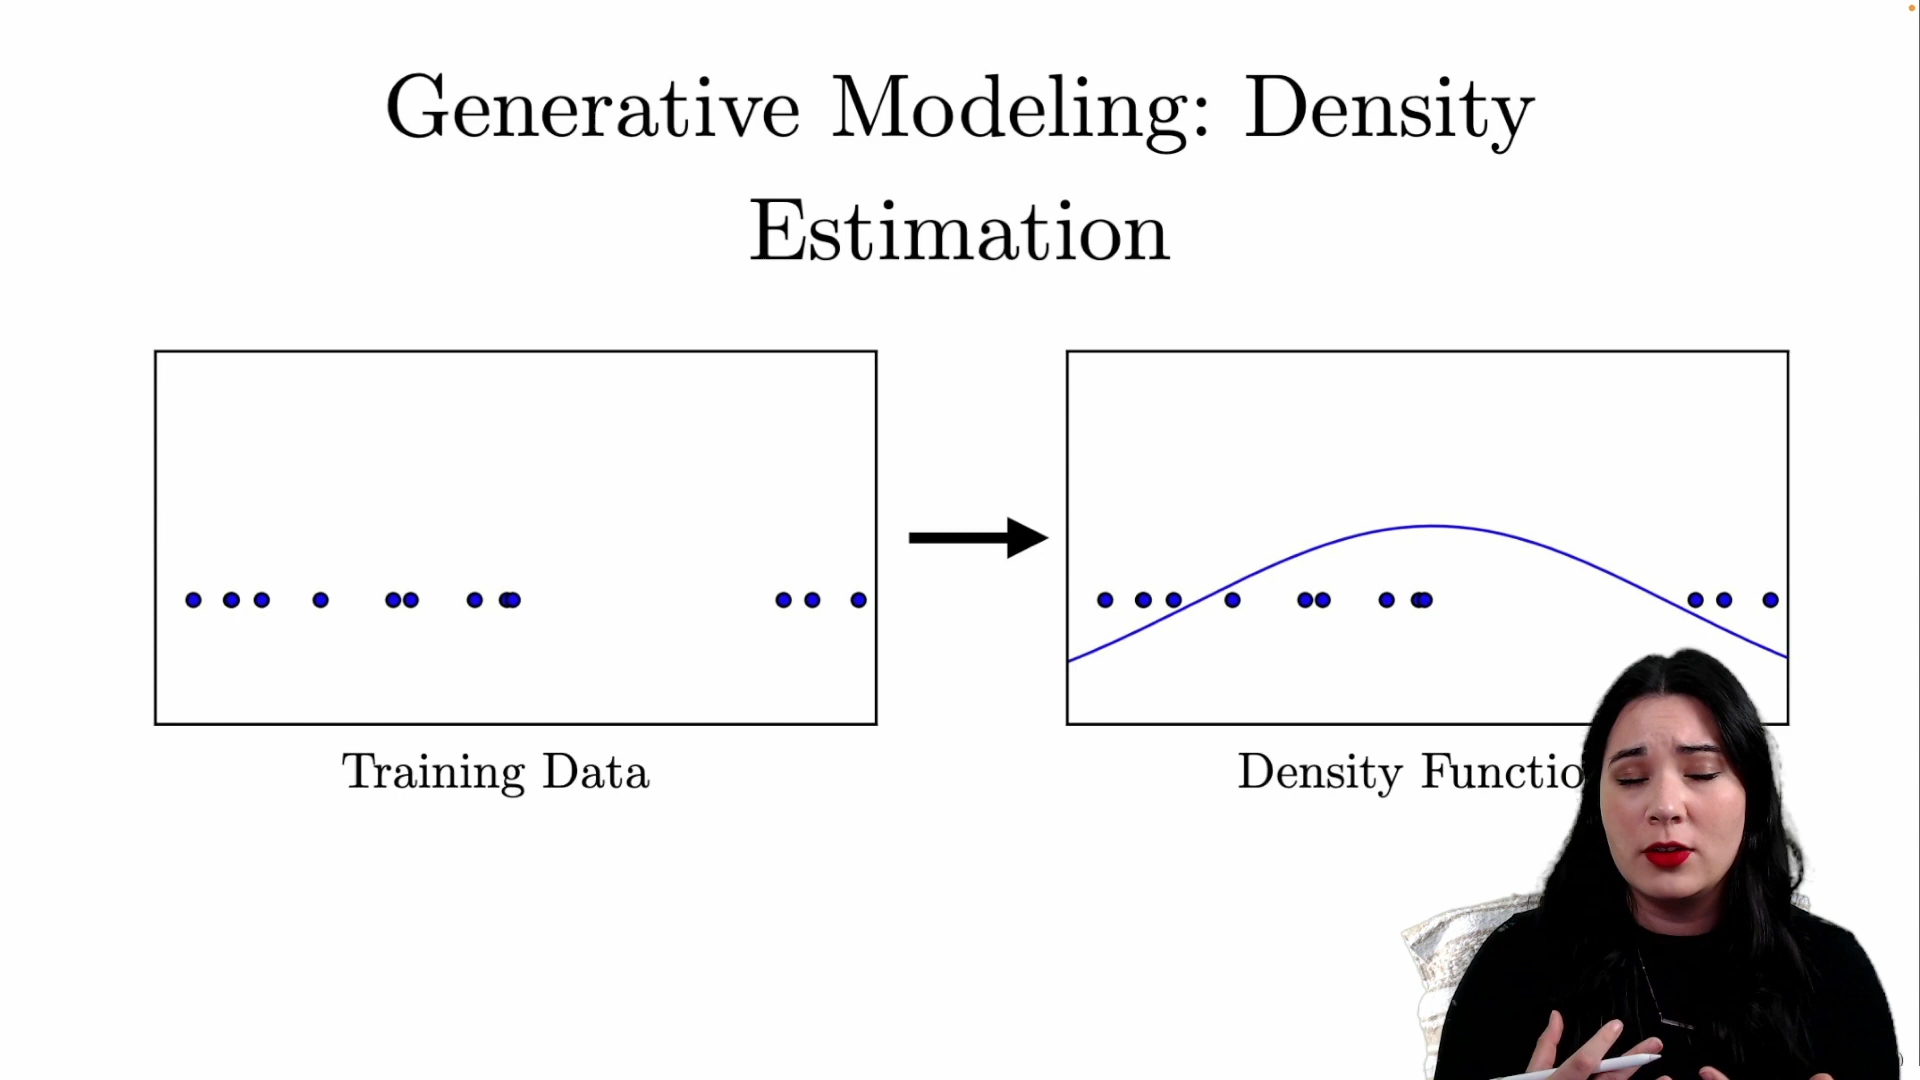 Generative Modeling: Density
Estimation
Training Data
Density Functio